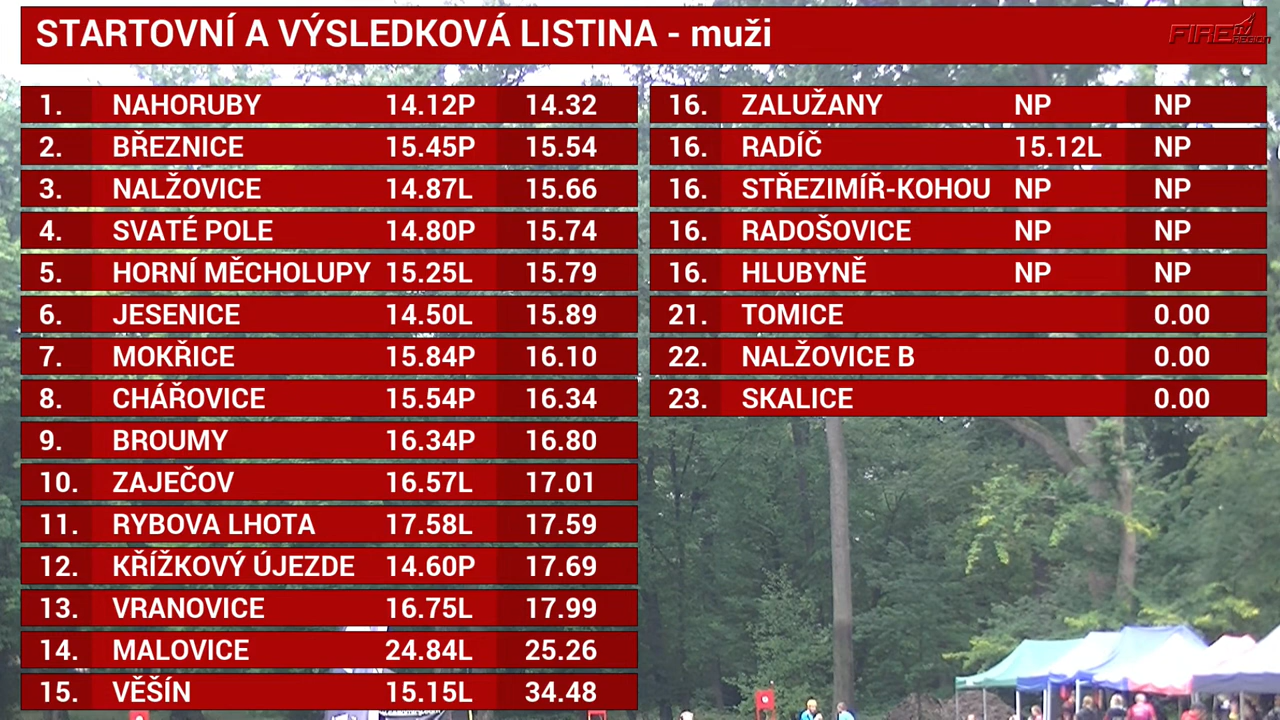 STARTOVNÍ A VÝSLEDKOVÁ LISTINA - muži
FIRE TV REGION
1. NAHORUBY 14.12P 14.32
2. BŘEZNICE 15.45P 15.54
3. NALŽOVICE 14.87L 15.66
4. SVATÉ POLE 14.80P 15.74
5. HORNÍ MĚCHOLUPY 15.25L 15.79
6. JESENICE 14.50L 15.89
7. MOKŘICE 15.84P 16.10
8. CHÁŘOVICE 15.54P 16.34
9. BROUMY 16.34P 16.80
10. ZAJEČOV 16.57L 17.01
11. RYBOVA LHOTA 17.58L 17.59
12. KŘÍŽKOVÝ ÚJEZDE 14.60P 17.69
13. VRANOVICE 16.75L 17.99
14. MALOVICE 24.84L 25.26
15. VĚŠÍN 15.15L 34.48
16. ZALUŽANY NP NP
16. RADÍČ 15.12L NP
16. STŘEZIMÍŘ-KOHOU NP NP
16. RADOŠOVICE NP NP
16. HLUBYNĚ NP NP
21. TOMICE 0.00
22. NALŽOVICE B 0.00
23. SKALICE 0.00